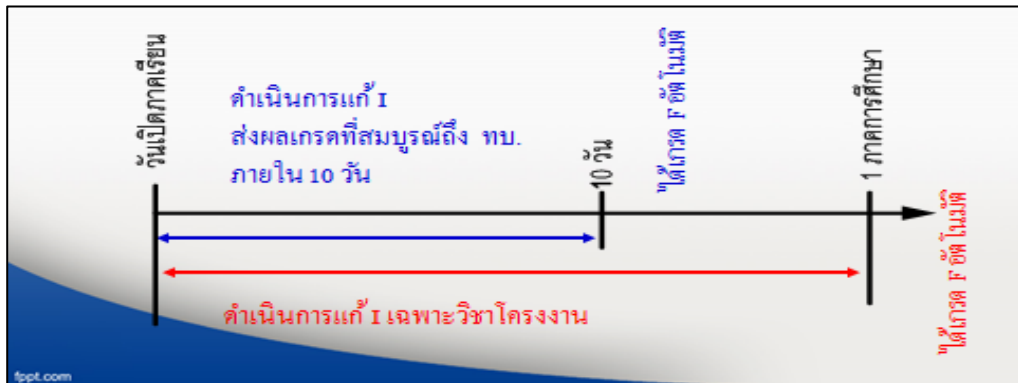 วันเปิดภาคเรียน
ดำเนินการแก้ I
ส่งผลเกรดที่สมบูรณ์ถึง ทบ.
ภายใน 10 วัน
10 วัน
ได้เกรด F อัตโนมัติ
1 ภาคการศึกษา
ได้เกรด F อัตโนมัติ
ดำเนินการแก้ I เฉพาะวิชาโครงงาน
fppt.com